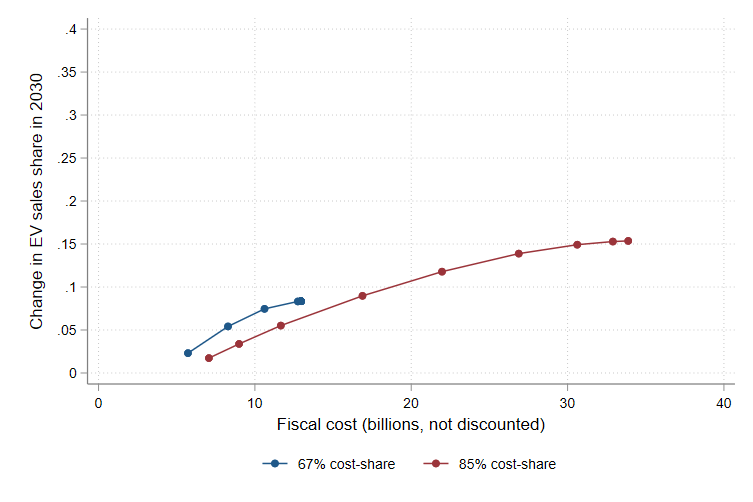 Change in EV sales share in 2030
.4
.35
.3
.25
.2
.15
.1
.05
0
0 10 20 30 40
Fiscal cost (billions, not discounted)
67% cost-share 85% cost-share